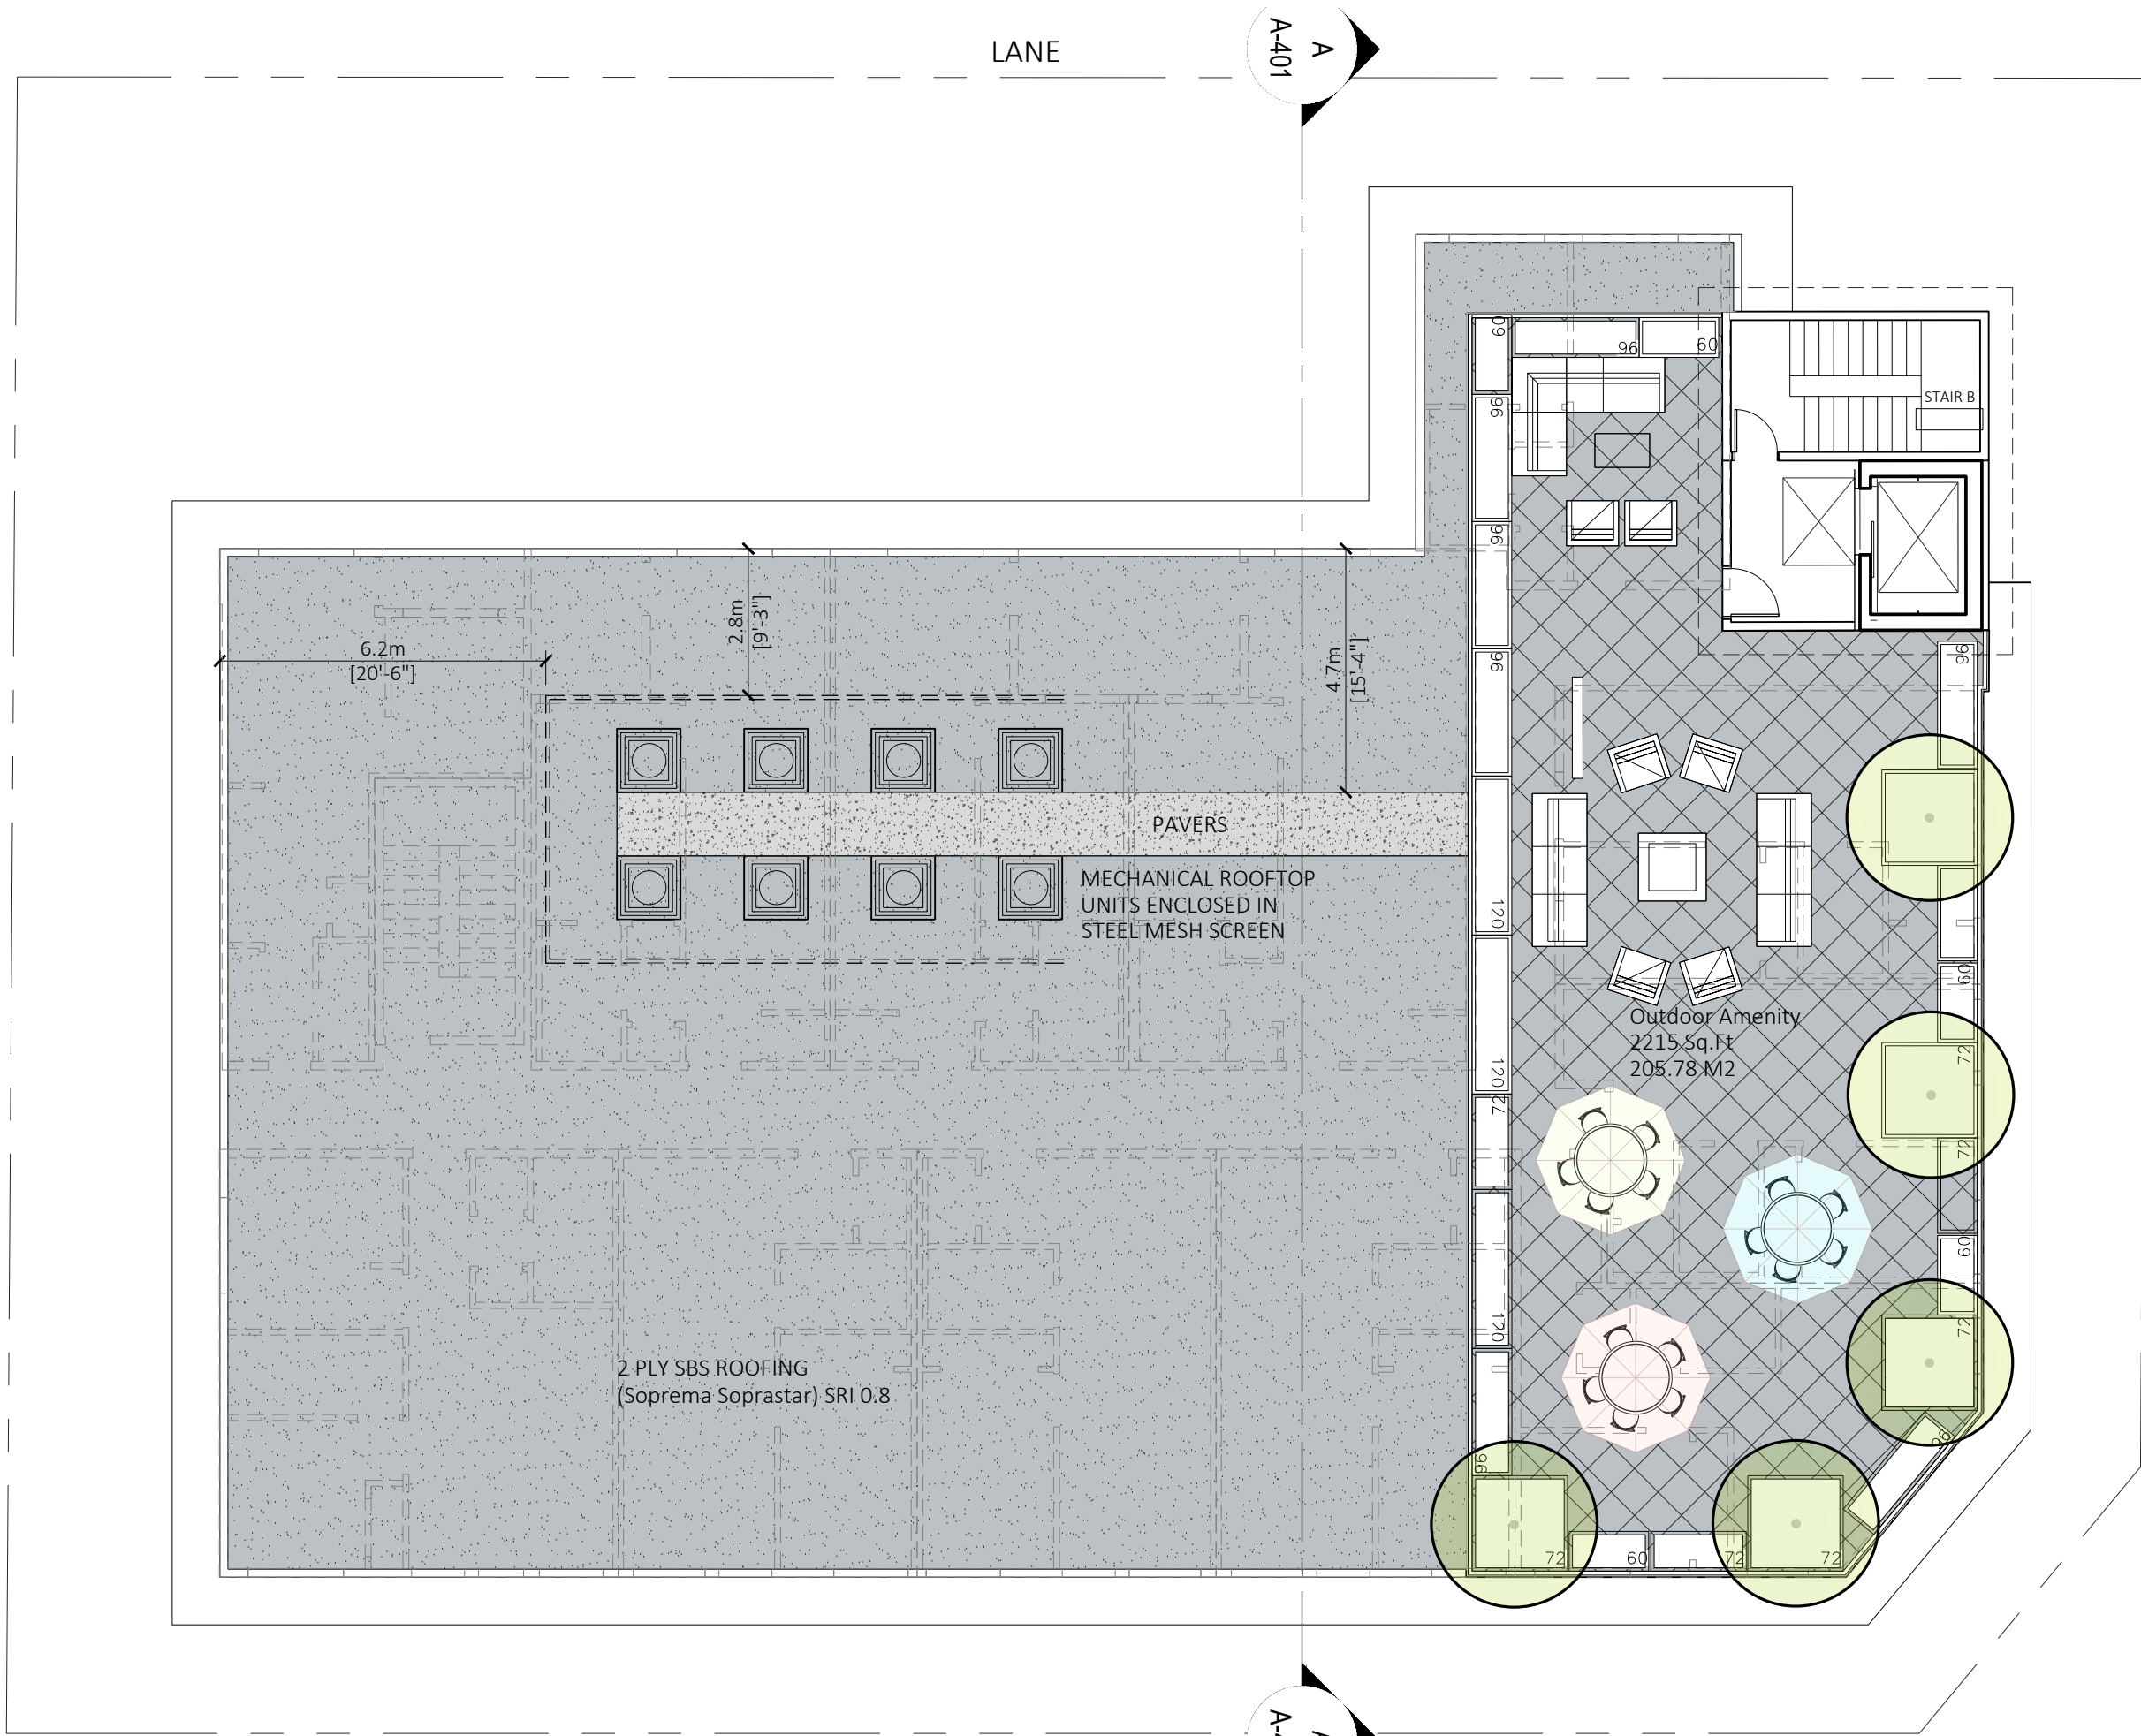 LANE
A
A-401
60
96
60
STAIR B
96
96
2.8m
[9'-3"]
6.2m
[20'-6"]
4.7m
[15'-4"]
96
96
PAVERS
MECHANICAL ROOFTOP
UNITS ENCLOSED IN
STEEL MESH SCREEN
120
60
Outdoor Amenity
2215 Sq.Ft
205.78 M2
72
120
72
72
60
120
72
2 PLY SBS ROOFING
(Soprema Soprastar) SRI 0.8
96
96
72
60
72
72